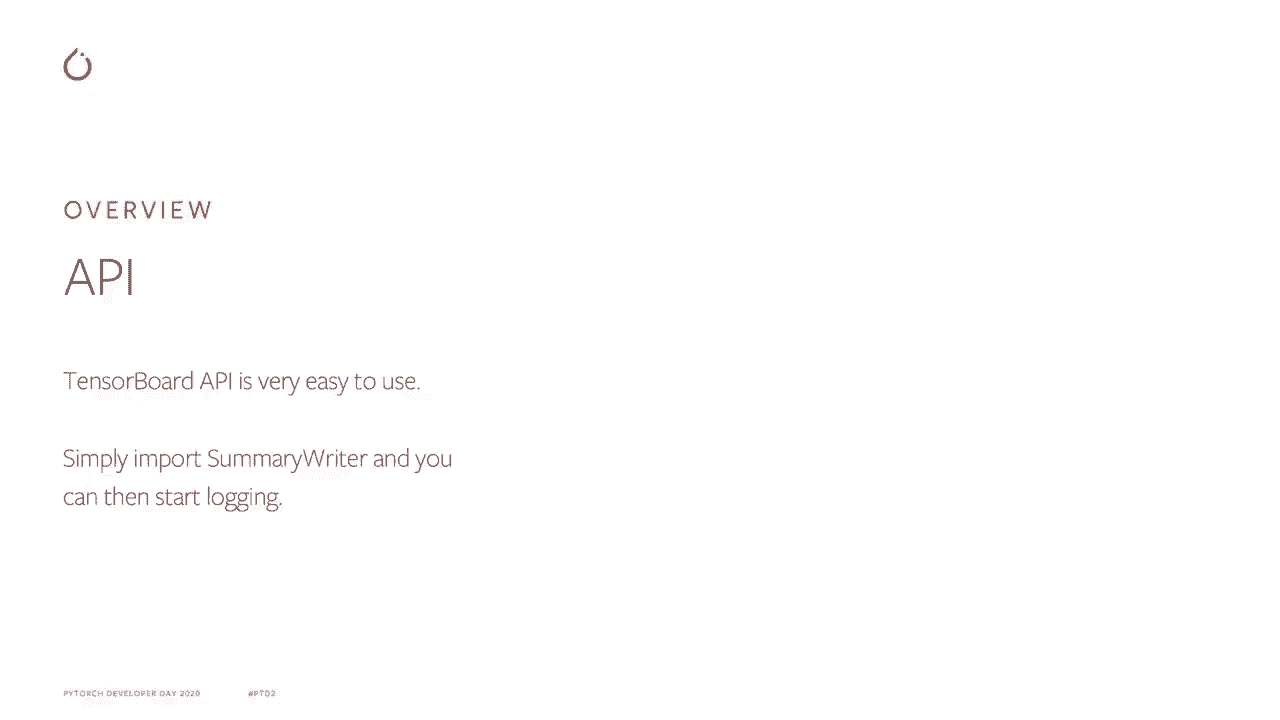 OVERVIEW
API
TensorBoard API is very easy to use.
Simply import SummaryWriter and you
can then start logging.
PYTORCH DEVELOPER DAY 2020 #PTD2